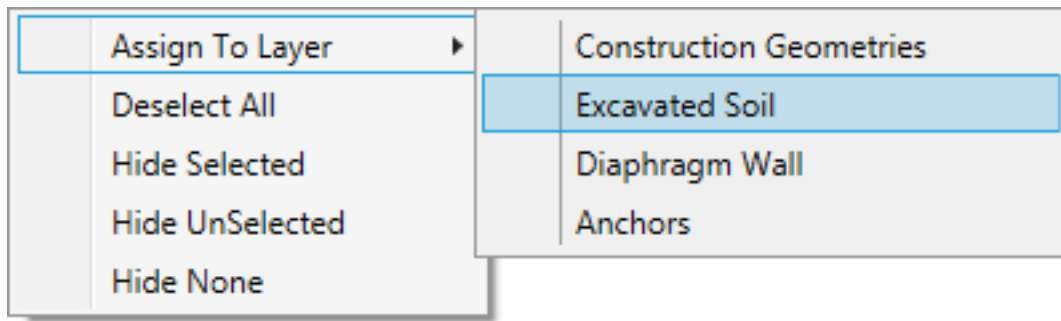 Assign To Layer
Deselect All
Hide Selected
Hide UnSelected
Hide None
Construction Geometries
Excavated Soil
Diaphragm Wall
Anchors